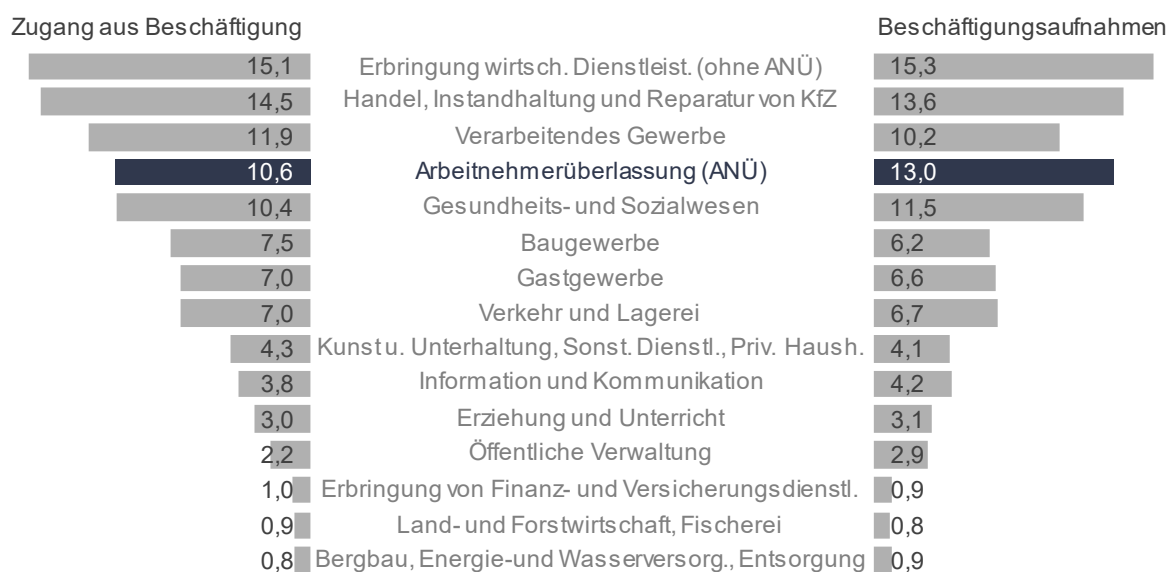 Zugang aus Beschäftigung Beschäftigungsaufnahmen
15,1 Erbringung wirtsch. Dienstleist. (ohne ANÜ) 15,3
14,5 Handel, Instandhaltung und Reparatur von KfZ 13,6
11,9 Verarbeitendes Gewerbe 10,2
10,6 Arbeitnehmerüberlassung (ANÜ) 13,0
10,4 Gesundheits- und Sozialwesen 11,5
7,5 Baugewerbe 6,2
7,0 Gastgewerbe 6,6
7,0 Verkehr und Lagerei 6,7
4,3 Kunst u. Unterhaltung, Sonst. Dienstl., Priv. Haush. 4,1
3,8 Information und Kommunikation 4,2
3,0 Erziehung und Unterricht 3,1
2,2 Öffentliche Verwaltung 2,9
1,0 Erbringung von Finanz- und Versicherungsdienstl. 0,9
0,9 Land- und Forstwirtschaft, Fischerei 0,8
0,8 Bergbau, Energie-und Wasserversorg., Entsorgung 0,9